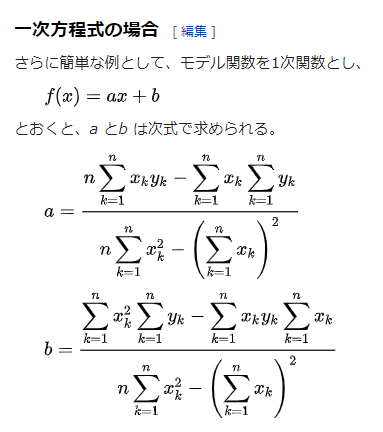 一次方程式の場合 [ 編集 ]
さらに簡単な例として、モデル関数を1次関数とし、
f(x) = ax + b
とおくと、a とb は次式で求められる。
a = \frac{n\sum_{k=1}^{n} x_k y_k - \sum_{k=1}^{n} x_k \sum_{k=1}^{n} y_k}{n\sum_{k=1}^{n} x_k^2 - \left(\sum_{k=1}^{n} x_k\right)^2}
b = \frac{\sum_{k=1}^{n} x_k^2 \sum_{k=1}^{n} y_k - \sum_{k=1}^{n} x_k y_k \sum_{k=1}^{n} x_k}{n\sum_{k=1}^{n} x_k^2 - \left(\sum_{k=1}^{n} x_k\right)^2}